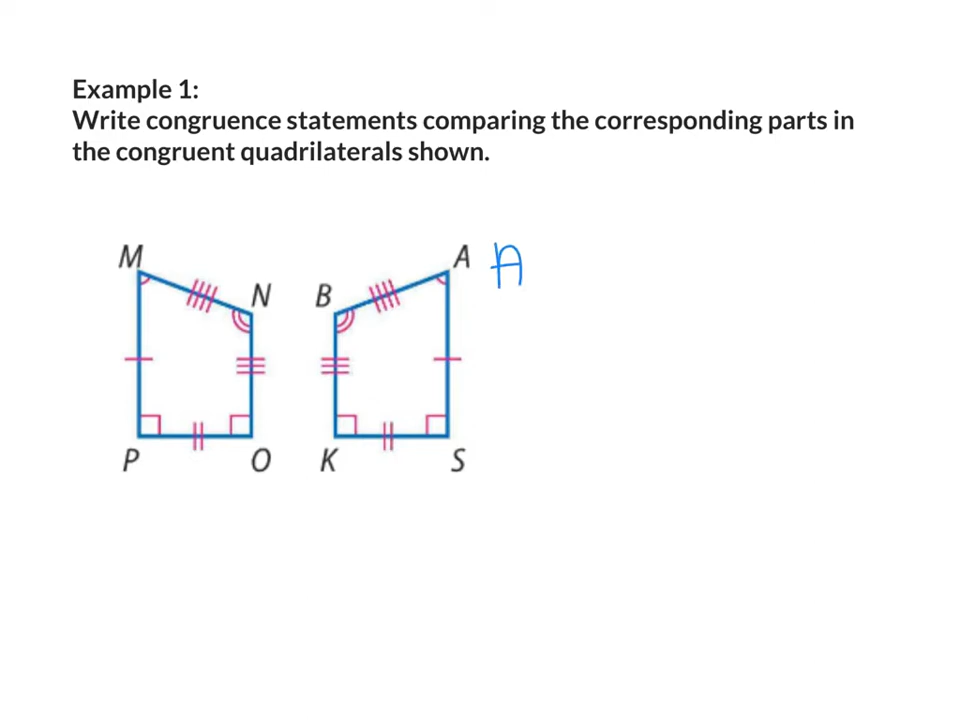 Example 1:
Write congruence statements comparing the corresponding parts in
the congruent quadrilaterals shown.
M
N
B
A
A
P
O
K
S